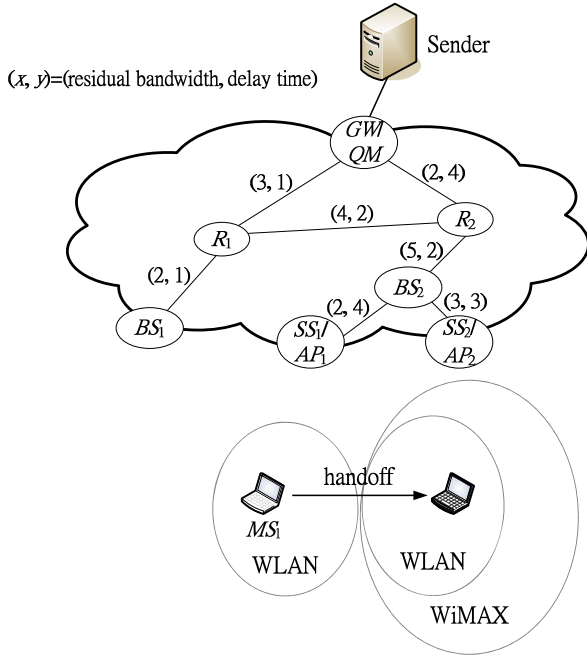 Sender
(x, y)=(residual bandwidth, delay time)
GW/
QM
(3, 1)
(2, 4)
(4, 2)
R1
R2
(2, 1)
(5, 2)
BS2
(2, 4)
(3, 3)
BS1
SS1/
AP1
SS2/
AP2
handoff
MS1
WLAN
WLAN
WiMAX